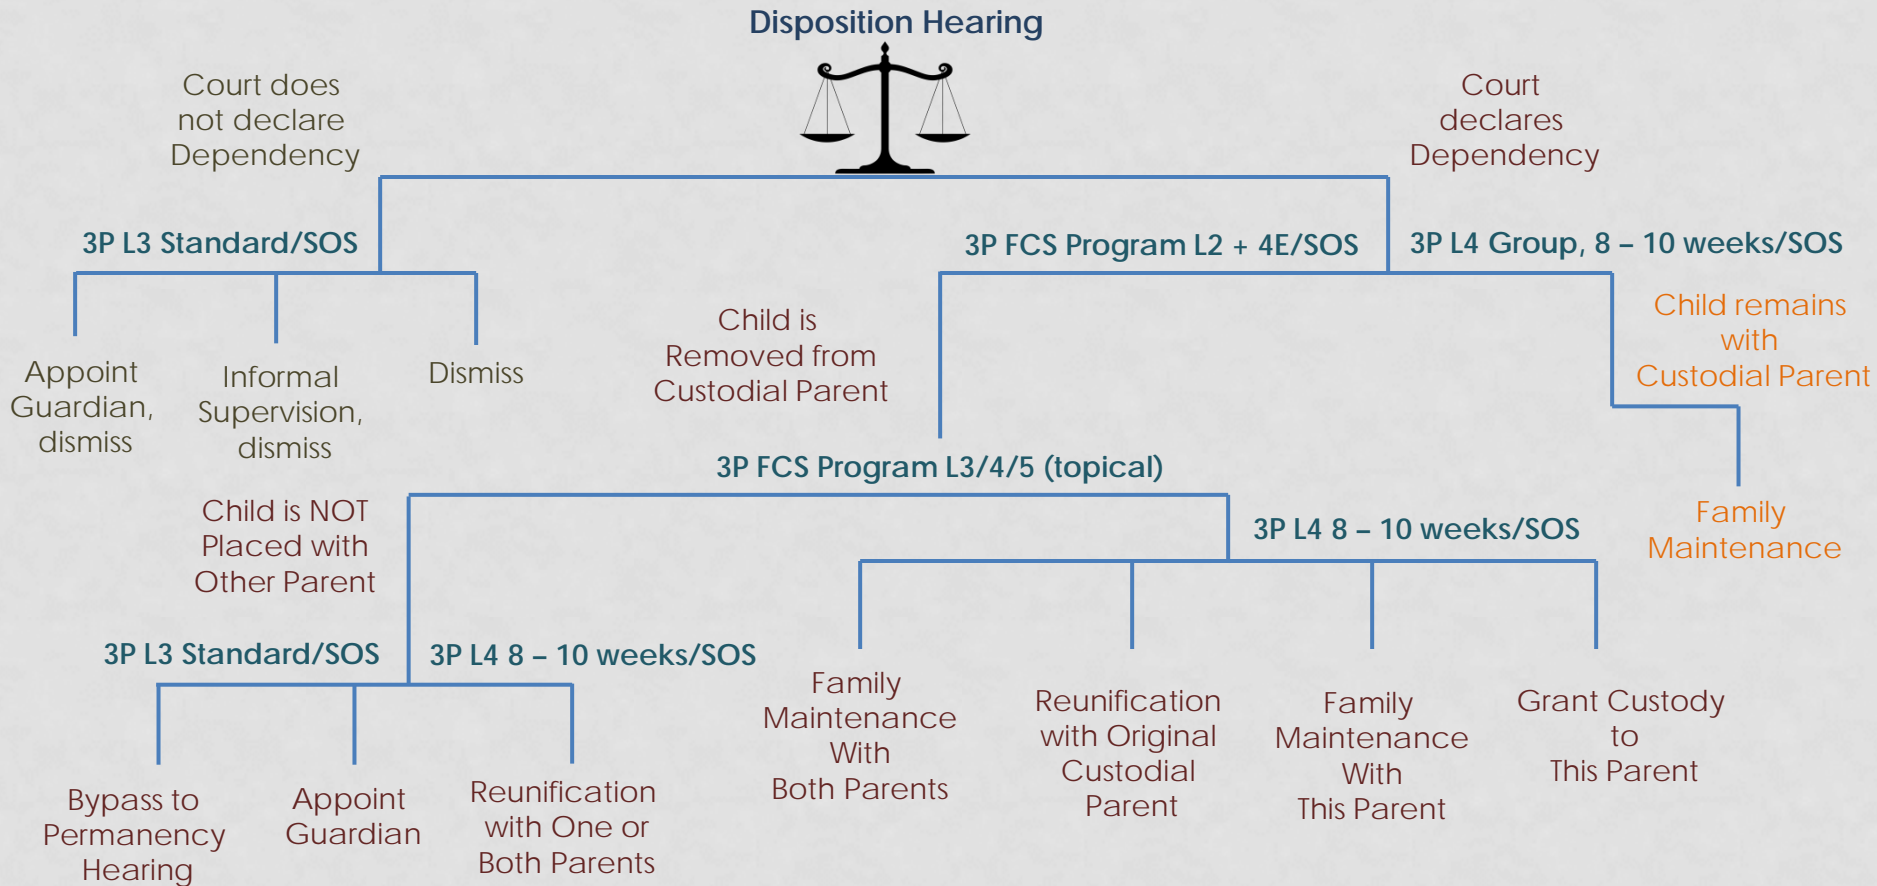 Disposition Hearing
Court does
not declare
Dependency
Court
declares
Dependency
3P L3 Standard/SOS
3P FCS Program L2 + 4E/SOS
3P L4 Group, 8 – 10 weeks/SOS
Appoint
Guardian,
dismiss
Informal
Supervision,
dismiss
Dismiss
Child is
Removed from
Custodial Parent
Child remains
with
Custodial Parent
Family
Maintenance
3P FCS Program L3/4/5 (topical)
Child is NOT
Placed with
Other Parent
3P L4 8 – 10 weeks/SOS
3P L3 Standard/SOS
3P L4 8 – 10 weeks/SOS
Bypass to
Permanency
Hearing
Appoint
Guardian
Reunification
with One or
Both Parents
Family
Maintenance
With
Both Parents
Reunification
with Original
Custodial
Parent
Family
Maintenance
With
This Parent
Grant Custody
to
This Parent